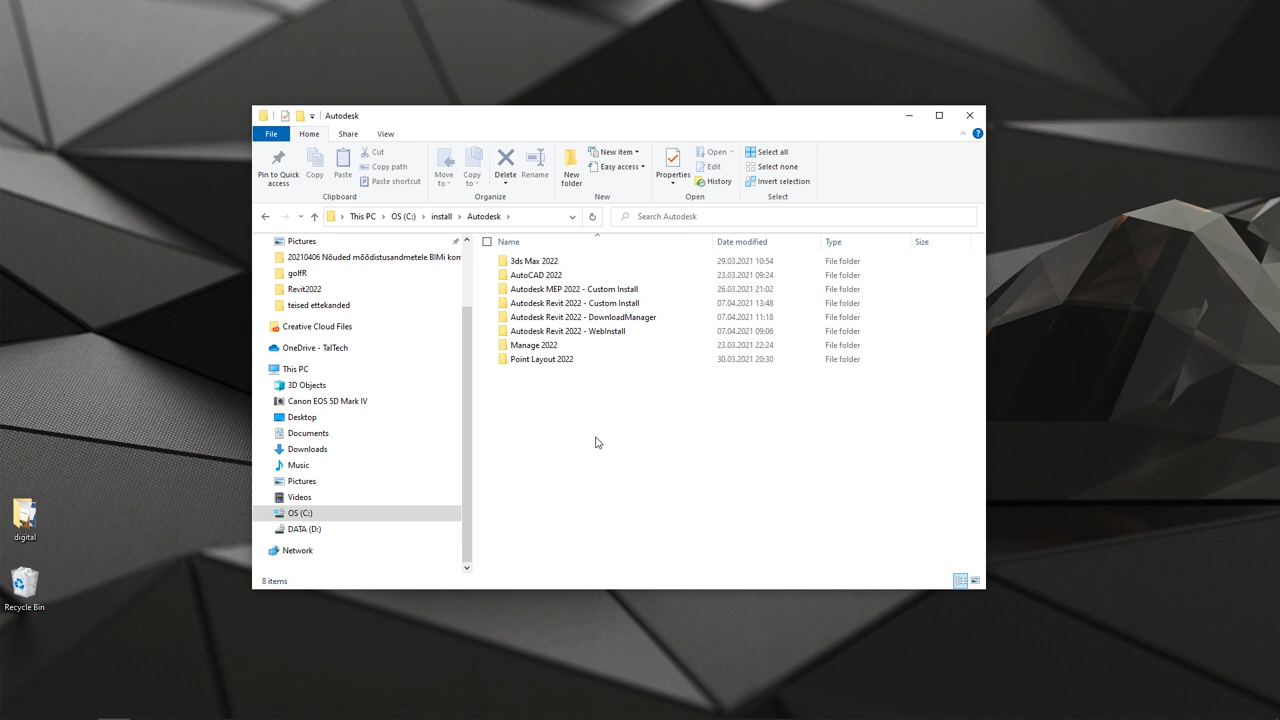 Autodesk
File Home Share View
Pin to Quick access
Copy
Paste
Cut
Copy path
Paste shortcut
Clipboard
Move to
Copy to
Delete
Rename
Organize
New folder
New item
Easy access
New
Properties
Open
Edit
History
Open
Select all
Select none
Invert selection
Select
This PC > OS (C:) > install > Autodesk >
Search Autodesk
Pictures
20210406 Nõuded mõõdistusandmetele BIMi kon
golfR
Revit2022
teised ettekanded
Creative Cloud Files
OneDrive - TalTech
This PC
3D Objects
Canon EOS 5D Mark IV
Desktop
Documents
Downloads
Music
Pictures
Videos
OS (C:)
DATA (D:)
Network
Name Date modified Type Size
3ds Max 2022 29.03.2021 10:54 File folder
AutoCAD 2022 23.03.2021 09:24 File folder
Autodesk MEP 2022 - Custom Install 26.03.2021 21:02 File folder
Autodesk Revit 2022 - Custom Install 07.04.2021 13:48 File folder
Autodesk Revit 2022 - DownloadManager 07.04.2021 11:18 File folder
Autodesk Revit 2022 - WebInstall 07.04.2021 09:06 File folder
Manage 2022 23.03.2021 22:24 File folder
Point Layout 2022 30.03.2021 20:30 File folder
8 items
digital
Recycle Bin